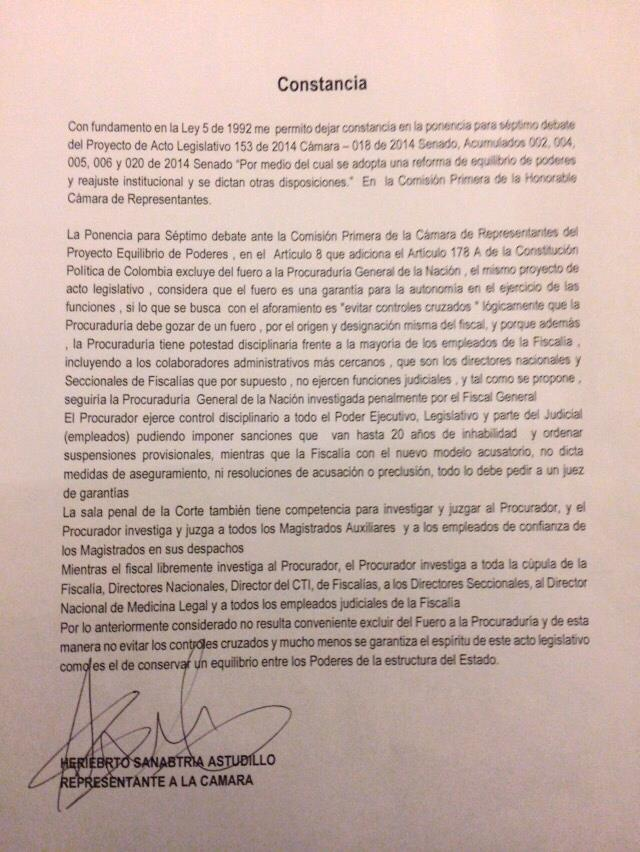 Constancia
Con fundamento en la Ley 5 de 1992 me permito dejar constancia en la ponencia para séptimo debate
del Proyecto de Acto Legislativo 153 de 2014 Cámara – 018 de 2014 Senado, Acumulados 002, 004,
005, 006 y 020 de 2014 Senado “Por medio del cual se adopta una reforma de equilibrio de poderes
y reajuste institucional y se dictan otras disposiciones.” En la Comisión Primera de la Honorable
Cámara de Representantes.
La Ponencia para Séptimo debate ante la Comisión Primera de la Cámara de Representantes del
Proyecto Equilibrio de Poderes , en el Artículo 8 que adiciona el Artículo 178 A de la Constitución
Política de Colombia excluye del fuero a la Procuraduría General de la Nación , el mismo proyecto de
acto legislativo , considera que el fuero es una garantía para la autonomía en el ejercicio de las
funciones , si lo que se busca con el aforamiento es "evitar controles cruzados " lógicamente que la
Procuraduría debe gozar de un fuero , por el origen y designación misma del fiscal, y porque además
, la Procuraduría tiene potestad disciplinaria frente a la mayoría de los empleados de la Fiscalía ,
incluyendo a los colaboradores administrativos más cercanos , que son los directores nacionales y
Seccionales de Fiscalías que por supuesto , no ejercen funciones judiciales , y tal como se propone ,
seguiría la Procuraduría General de la Nación investigada penalmente por el Fiscal General
El Procurador ejerce control disciplinario a todo el Poder Ejecutivo, Legislativo y parte del Judicial
(empleados) pudiendo imponer sanciones que van hasta 20 años de inhabilidad y ordenar
suspensiones provisionales, mientras que la Fiscalía con el nuevo modelo acusatorio, no dicta
medidas de aseguramiento, ni resoluciones de acusación o preclusión, todo lo debe pedir a un juez
de garantías
La sala penal de la Corte también tiene competencia para investigar y juzgar al Procurador, y el
Procurador investiga y juzga a todos los Magistrados Auxiliares y a los empleados de confianza de
los Magistrados en sus despachos
Mientras el fiscal libremente investiga al Procurador, el Procurador investiga a toda la cúpula de la
Fiscalía, Directores Nacionales, Director del CTI, de Fiscalías, a los Directores Seccionales, al Director
Nacional de Medicina Legal y a todos los empleados judiciales de la Fiscalía
Por lo anteriormente considerado no resulta conveniente excluir del Fuero a la Procuraduría y de esta
manera no evitar los controles cruzados y mucho menos se garantiza el espíritu de este acto legislativo
como es el de conservar un equilibrio entre los Poderes de la estructura del Estado.
HERIEBRTO SANABTRIA ASTUDILLO
REPRESENTANTE A LA CAMARA